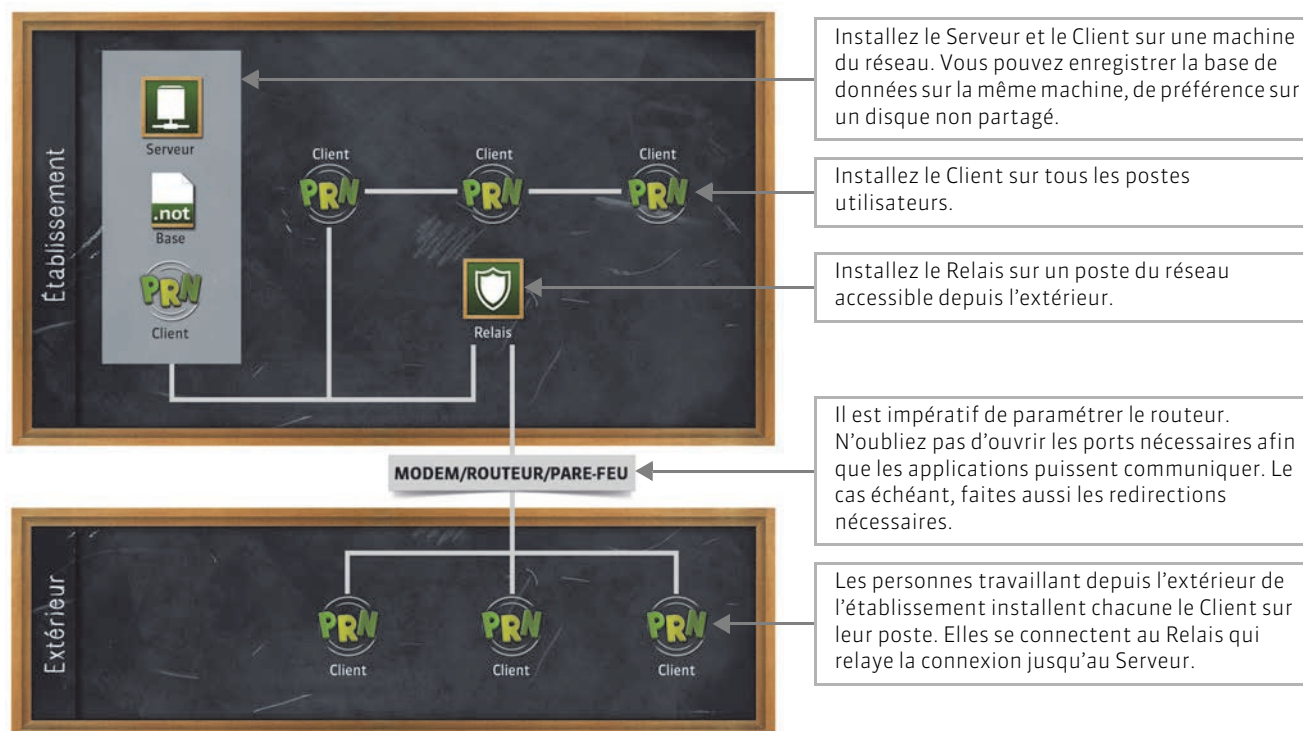 Établissement
Serveur
.not
Base
PRN
Client
Client
PRN
Client
PRN
Client
PRN
Relais
Installez le Serveur et le Client sur une machine
du réseau. Vous pouvez enregistrer la base de
données sur la même machine, de préférence sur
un disque non partagé.
Installez le Client sur tous les postes
utilisateurs.
Installez le Relais sur un poste du réseau
accessible depuis l’extérieur.
MODEM/ROUTEUR/PARE-FEU
Il est impératif de paramétrer le routeur.
N’oubliez pas d’ouvrir les ports nécessaires afin
que les applications puissent communiquer. Le
cas échéant, faites aussi les redirections
nécessaires.
Extérieur
PRN
Client
PRN
Client
PRN
Client
Les personnes travaillant depuis l’extérieur de
l’établissement installent chacune le Client sur
leur poste. Elles se connectent au Relais qui
relaye la connexion jusqu’au Serveur.